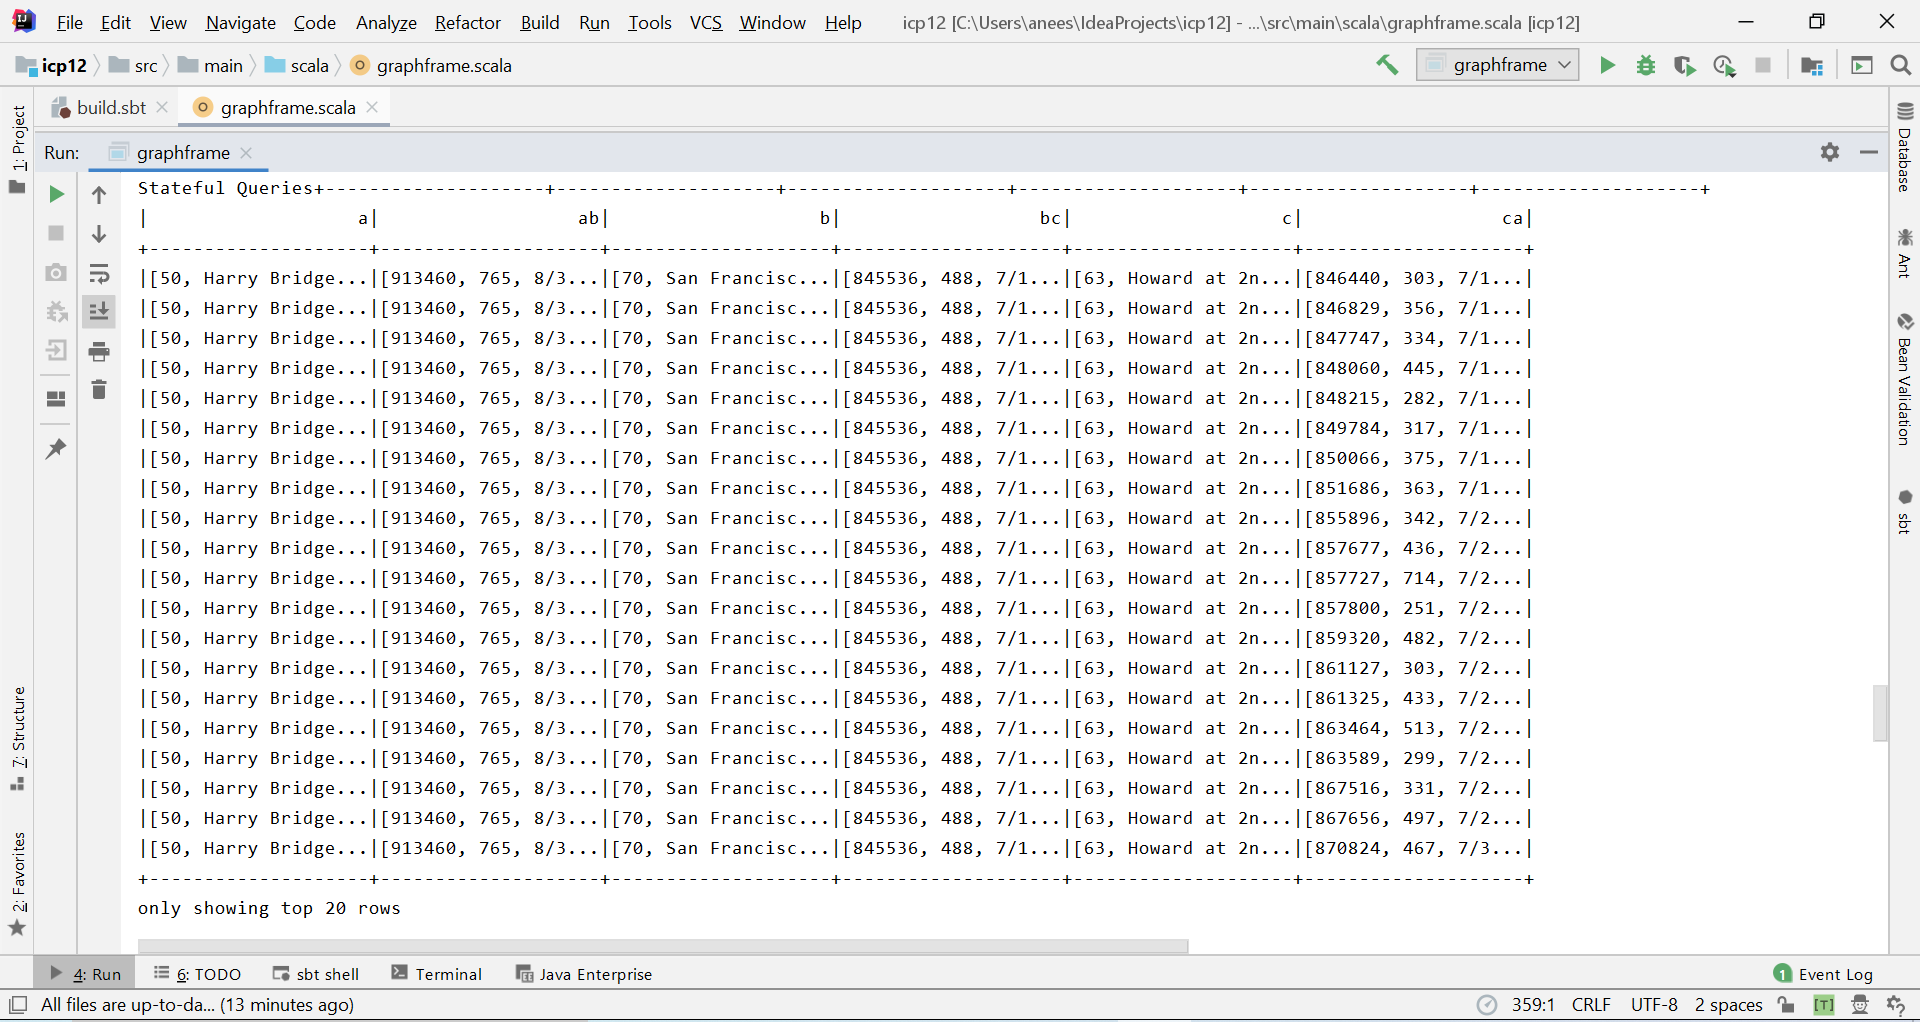 File Edit View Navigate Code Analyze Refactor Build Run Tools VCS Window Help icp12 [C:\Users\anees\IdeaProjects\icp12] - ...\src\main\scala\graphframe.scala [icp12]
icp12 src main scala graphframe.scala graphframe
build.sbt graphframe.scala
Run: graphframe
1: Project
7: Structure
2: Favorites
Stateful Queries+--------------------+--------------------+--------------------+--------------------+--------------------+--------------------+
|                   a|                  ab|                   b|                  bc|                   c|                  ca|
+--------------------+--------------------+--------------------+--------------------+--------------------+--------------------+
|[50, Harry Bridge...|[913460, 765, 8/3...|[70, San Francisc...|[845536, 488, 7/1...|[63, Howard at 2n...|[846440, 303, 7/1...|
|[50, Harry Bridge...|[913460, 765, 8/3...|[70, San Francisc...|[845536, 488, 7/1...|[63, Howard at 2n...|[846829, 356, 7/1...|
|[50, Harry Bridge...|[913460, 765, 8/3...|[70, San Francisc...|[845536, 488, 7/1...|[63, Howard at 2n...|[847747, 334, 7/1...|
|[50, Harry Bridge...|[913460, 765, 8/3...|[70, San Francisc...|[845536, 488, 7/1...|[63, Howard at 2n...|[848060, 445, 7/1...|
|[50, Harry Bridge...|[913460, 765, 8/3...|[70, San Francisc...|[845536, 488, 7/1...|[63, Howard at 2n...|[848215, 282, 7/1...|
|[50, Harry Bridge...|[913460, 765, 8/3...|[70, San Francisc...|[845536, 488, 7/1...|[63, Howard at 2n...|[849784, 317, 7/1...|
|[50, Harry Bridge...|[913460, 765, 8/3...|[70, San Francisc...|[845536, 488, 7/1...|[63, Howard at 2n...|[850066, 375, 7/1...|
|[50, Harry Bridge...|[913460, 765, 8/3...|[70, San Francisc...|[845536, 488, 7/1...|[63, Howard at 2n...|[851686, 363, 7/1...|
|[50, Harry Bridge...|[913460, 765, 8/3...|[70, San Francisc...|[845536, 488, 7/1...|[63, Howard at 2n...|[855896, 342, 7/2...|
|[50, Harry Bridge...|[913460, 765, 8/3...|[70, San Francisc...|[845536, 488, 7/1...|[63, Howard at 2n...|[857677, 436, 7/2...|
|[50, Harry Bridge...|[913460, 765, 8/3...|[70, San Francisc...|[845536, 488, 7/1...|[63, Howard at 2n...|[857727, 714, 7/2...|
|[50, Harry Bridge...|[913460, 765, 8/3...|[70, San Francisc...|[845536, 488, 7/1...|[63, Howard at 2n...|[857800, 251, 7/2...|
|[50, Harry Bridge...|[913460, 765, 8/3...|[70, San Francisc...|[845536, 488, 7/1...|[63, Howard at 2n...|[859320, 482, 7/2...|
|[50, Harry Bridge...|[913460, 765, 8/3...|[70, San Francisc...|[845536, 488, 7/1...|[63, Howard at 2n...|[861127, 303, 7/2...|
|[50, Harry Bridge...|[913460, 765, 8/3...|[70, San Francisc...|[845536, 488, 7/1...|[63, Howard at 2n...|[861325, 433, 7/2...|
|[50, Harry Bridge...|[913460, 765, 8/3...|[70, San Francisc...|[845536, 488, 7/1...|[63, Howard at 2n...|[863464, 513, 7/2...|
|[50, Harry Bridge...|[913460, 765, 8/3...|[70, San Francisc...|[845536, 488, 7/1...|[63, Howard at 2n...|[863589, 299, 7/2...|
|[50, Harry Bridge...|[913460, 765, 8/3...|[70, San Francisc...|[845536, 488, 7/1...|[63, Howard at 2n...|[867516, 331, 7/2...|
|[50, Harry Bridge...|[913460, 765, 8/3...|[70, San Francisc...|[845536, 488, 7/1...|[63, Howard at 2n...|[867656, 497, 7/2...|
|[50, Harry Bridge...|[913460, 765, 8/3...|[70, San Francisc...|[845536, 488, 7/1...|[63, Howard at 2n...|[870824, 467, 7/3...|
+--------------------+--------------------+--------------------+--------------------+--------------------+--------------------+
only showing top 20 rows
Database
Ant
Bean Validation
sbt
4: Run 6: TODO sbt shell Terminal Java Enterprise 1 Event Log
All files are up-to-da... (13 minutes ago) 359:1 CRLF UTF-8 2 spaces [T]